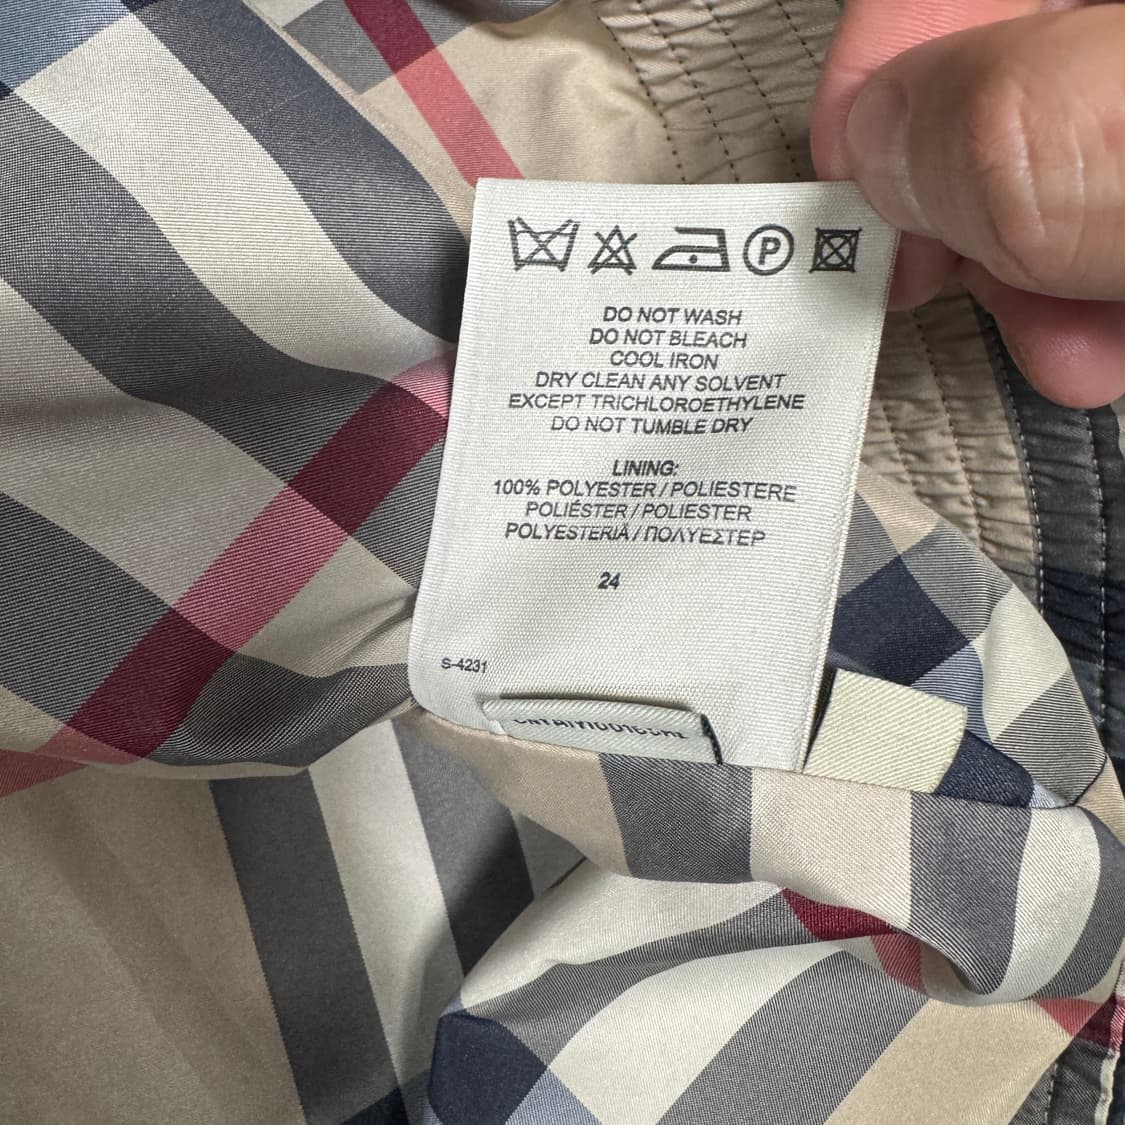 P
DO NOT WASH
DO NOT BLEACH
COOL IRON
DRY CLEAN ANY SOLVENT
EXCEPT TRICHLOROETHYLENE
DO NOT TUMBLE DRY
LINING:
100% POLYESTER / POLIESTERE
POLIÉSTER / POLIESTER
POLYESTERIÀ / ΠΟΛΥΕΣΤΕΡ
24
S-4231